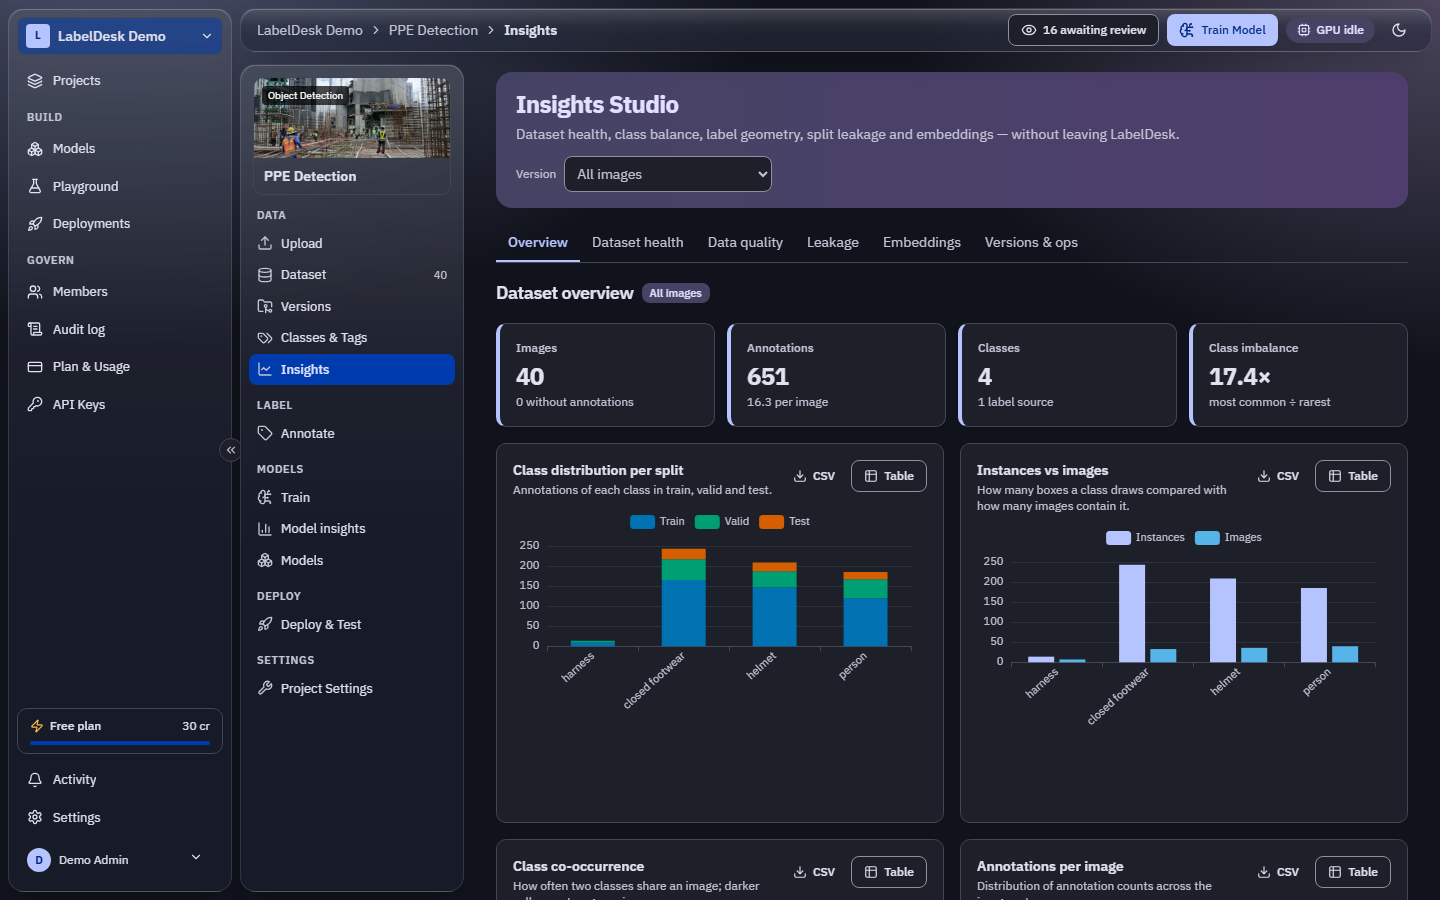 L LabelDesk Demo
Projects
BUILD
Models
Playground
Deployments
GOVERN
Members
Audit log
Plan & Usage
API Keys
Free plan 30 cr
Activity
Settings
D Demo Admin
LabelDesk Demo > PPE Detection > Insights
16 awaiting review
Train Model
GPU idle
Object Detection
PPE Detection
DATA
Upload
Dataset 40
Versions
Classes & Tags
Insights
LABEL
Annotate
MODELS
Train
Model insights
Models
DEPLOY
Deploy & Test
SETTINGS
Project Settings
Insights Studio
Dataset health, class balance, label geometry, split leakage and embeddings — without leaving LabelDesk.
Version All images
Overview Dataset health Data quality Leakage Embeddings Versions & ops
Dataset overview All images
Images
40
0 without annotations
Annotations
651
16.3 per image
Classes
4
1 label source
Class imbalance
17.4×
most common ÷ rarest
Class distribution per split
Annotations of each class in train, valid and test.
CSV Table
Train Valid Test
250
200
150
100
50
0
harness closed footwear helmet person
Instances vs images
How many boxes a class draws compared with
how many images contain it.
CSV Table
Instances Images
250
200
150
100
50
0
harness closed footwear helmet person
Class co-occurrence
How often two classes share an image; darker
CSV Table
Annotations per image
Distribution of annotation counts across the
CSV Table